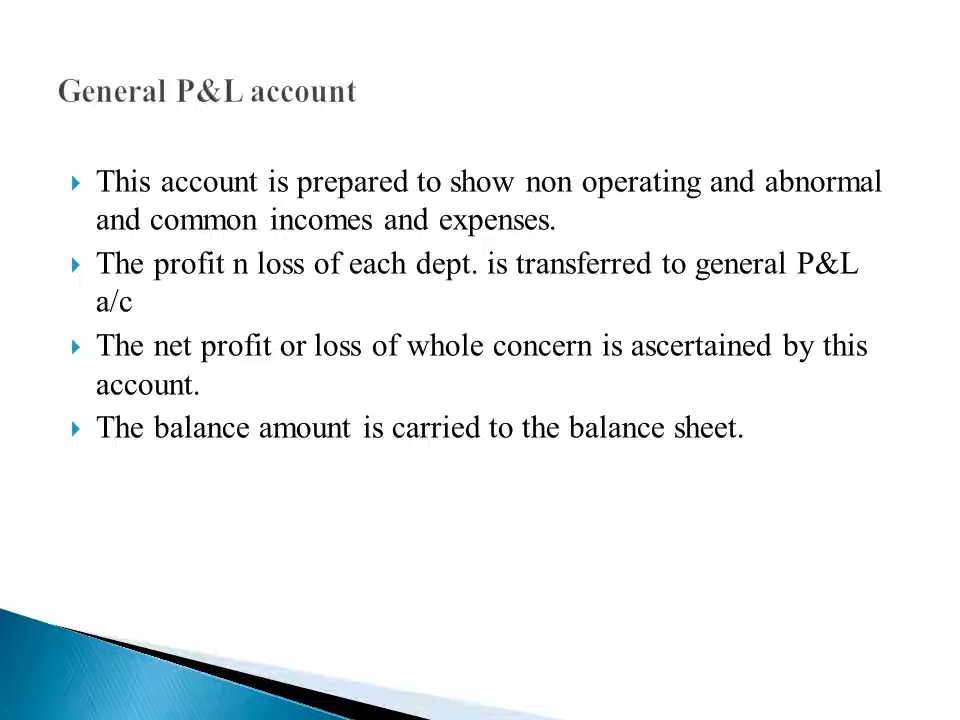 General P&L account
This account is prepared to show non operating and abnormal
and common incomes and expenses.
The profit n loss of each dept. is transferred to general P&L
a/c
The net profit or loss of whole concern is ascertained by this
account.
The balance amount is carried to the balance sheet.